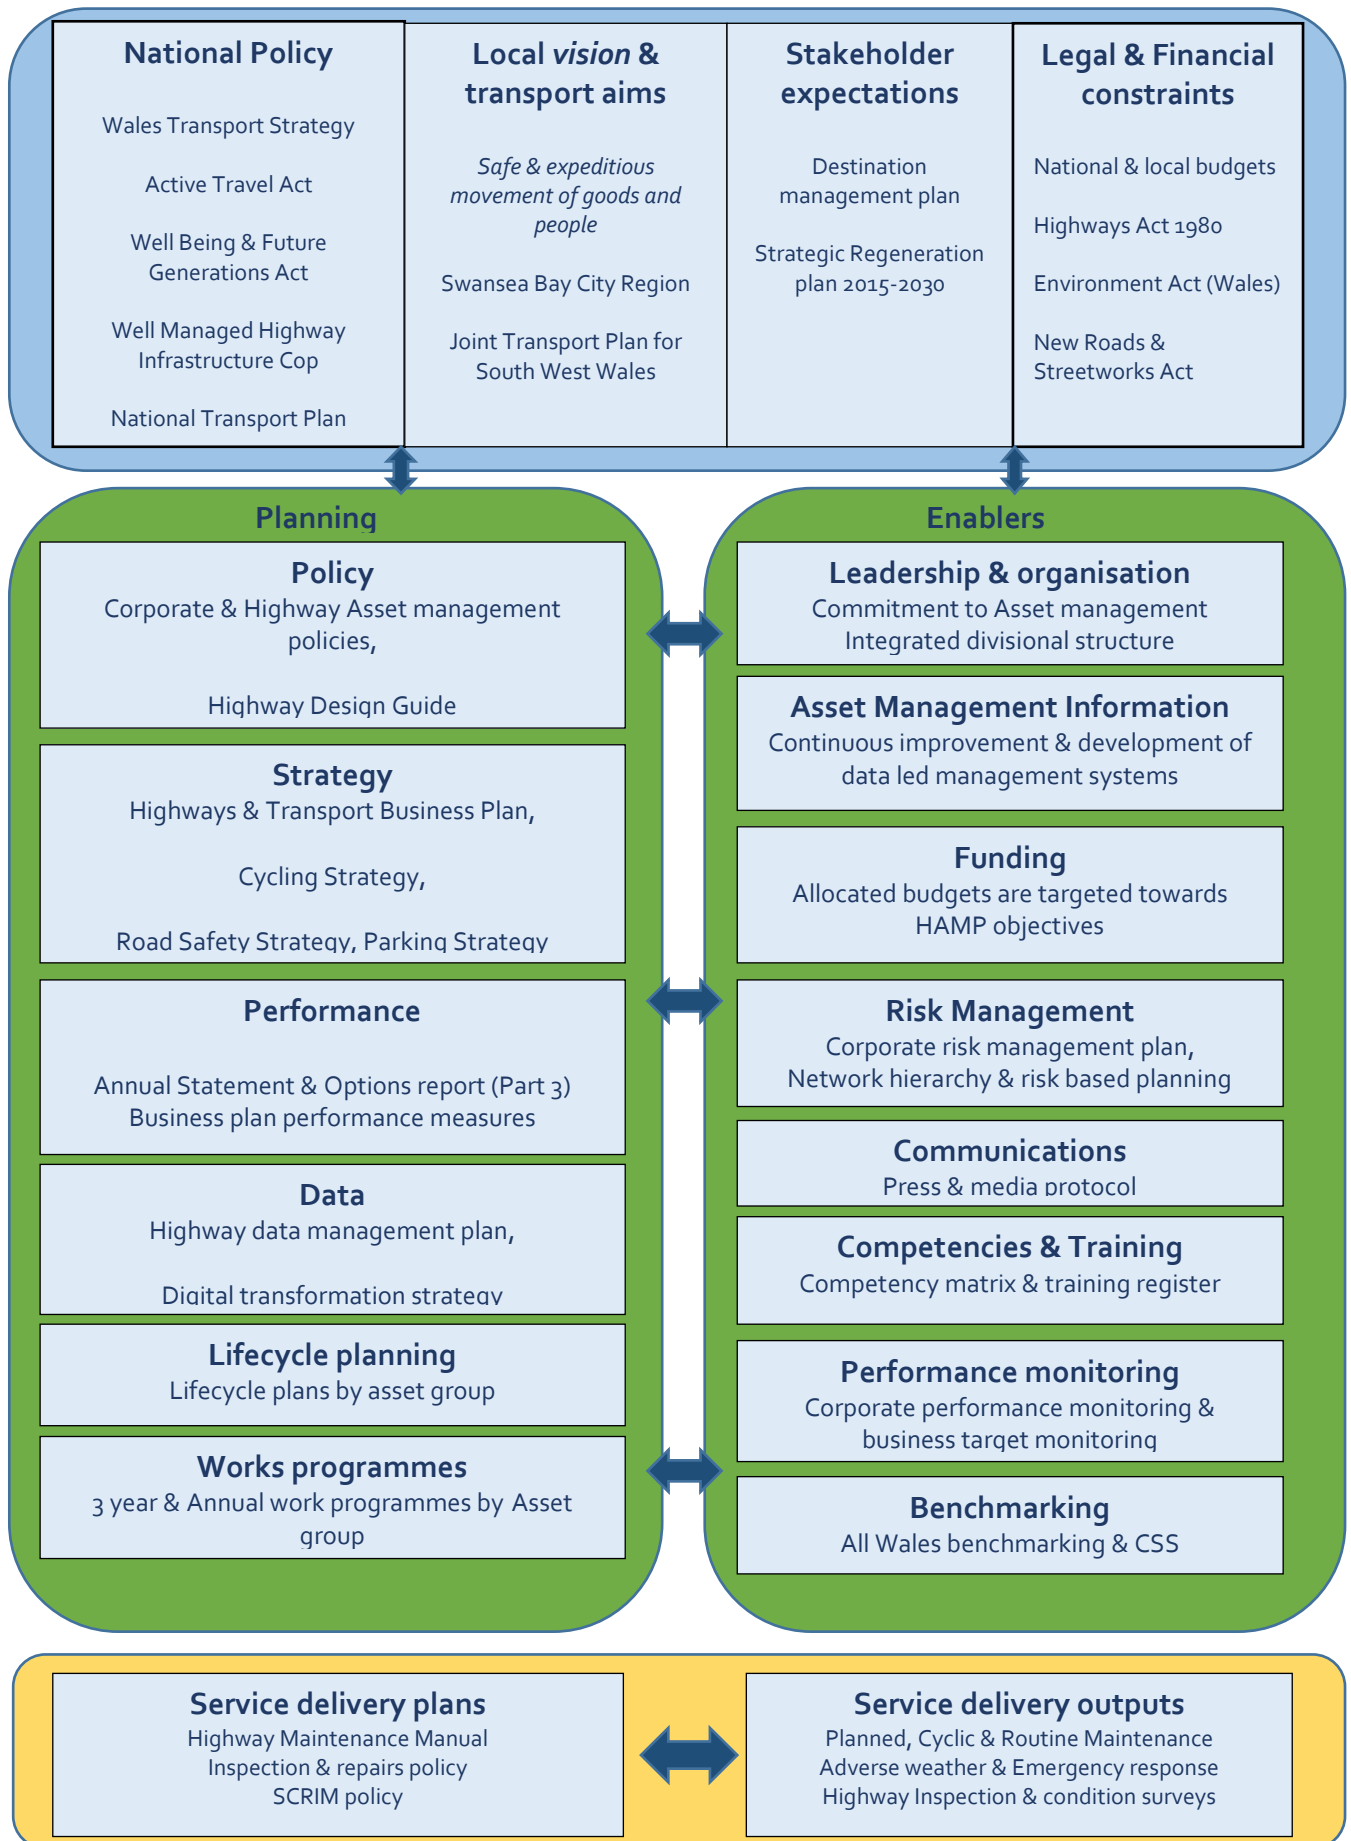 National Policy
Wales Transport Strategy
Active Travel Act
Well Being & Future
Generations Act
Well Managed Highway
Infrastructure Cop
National Transport Plan
Local vision &
transport aims
Safe & expeditious
movement of goods and
people
Swansea Bay City Region
Joint Transport Plan for
South West Wales
Stakeholder
expectations
Destination
management plan
Strategic Regeneration
plan 2015-2030
Legal & Financial
constraints
National & local budgets
Highways Act 1980
Environment Act (Wales)
New Roads &
Streetworks Act
Planning
Policy
Corporate & Highway Asset management
policies,
Highway Design Guide
Strategy
Highways & Transport Business Plan,
Cycling Strategy,
Road Safety Strategy, Parking Strategy
Performance
Annual Statement & Options report (Part 3)
Business plan performance measures
Data
Highway data management plan,
Digital transformation strategy
Lifecycle planning
Lifecycle plans by asset group
Works programmes
3 year & Annual work programmes by Asset
group
Enablers
Leadership & organisation
Commitment to Asset management
Integrated divisional structure
Asset Management Information
Continuous improvement & development of
data led management systems
Funding
Allocated budgets are targeted towards
HAMP objectives
Risk Management
Corporate risk management plan,
Network hierarchy & risk based planning
Communications
Press & media protocol
Competencies & Training
Competency matrix & training register
Performance monitoring
Corporate performance monitoring &
business target monitoring
Benchmarking
All Wales benchmarking & CSS
Service delivery plans
Highway Maintenance Manual
Inspection & repairs policy
SCRIM policy
Service delivery outputs
Planned, Cyclic & Routine Maintenance
Adverse weather & Emergency response
Highway Inspection & condition surveys